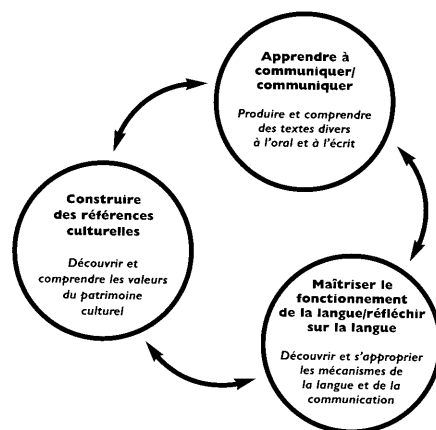 Apprendre à
communiquer/
communiquer
Produire et comprendre
des textes divers
à l'oral et à l'écrit
Construire
des références
culturelles
Découvrir et
comprendre les valeurs
du patrimoine
culturel
Maîtriser le
fonctionnement
de la langue/réfléchir
sur la langue
Découvrir et s'approprier
les mécanismes de
la langue et de la
communication